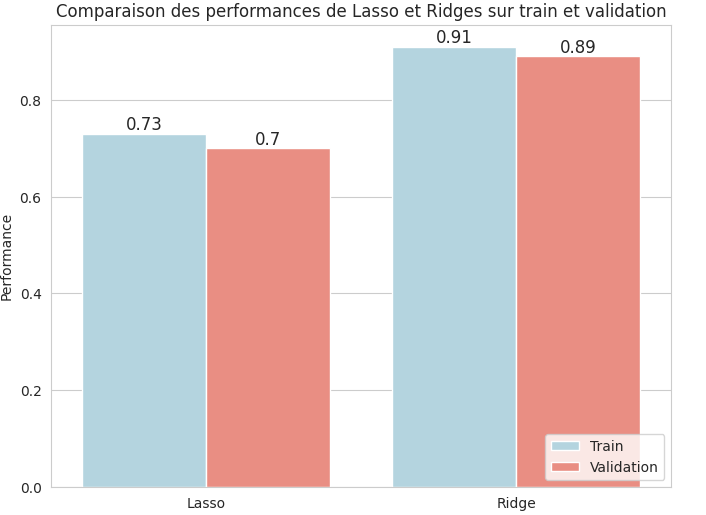 Comparaison des performances de Lasso et Ridges sur train et validation
0.91
0.89
0.73
0.7
0.8
0.6
0.4
0.2
0.0
Performance
Lasso
Ridge
Train
Validation